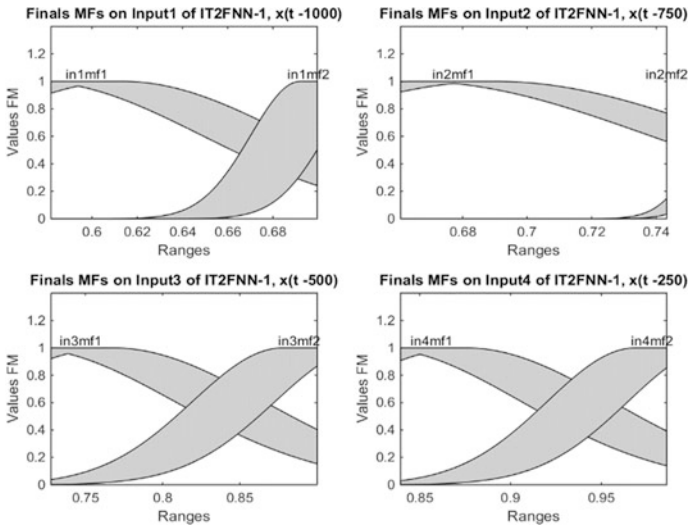 Finals MFs on Input1 of IT2FNN-1, x(t -1000)
Values FM
1.2
1
0.8
0.6
0.4
0.2
0
in1mf1
in1mf2
0.6
0.62
0.64
0.66
0.68
Ranges
Finals MFs on Input2 of IT2FNN-1, x(t -750)
Values FM
1.2
1
0.8
0.6
0.4
0.2
0
in2mf1
in2mf2
0.68
0.7
0.72
0.74
Ranges
Finals MFs on Input3 of IT2FNN-1, x(t -500)
Values FM
1.2
1
0.8
0.6
0.4
0.2
0
in3mf1
in3mf2
0.75
0.8
0.85
Ranges
Finals MFs on Input4 of IT2FNN-1, x(t -250)
Values FM
1.2
1
0.8
0.6
0.4
0.2
0
in4mf1
in4mf2
0.85
0.9
0.95
Ranges